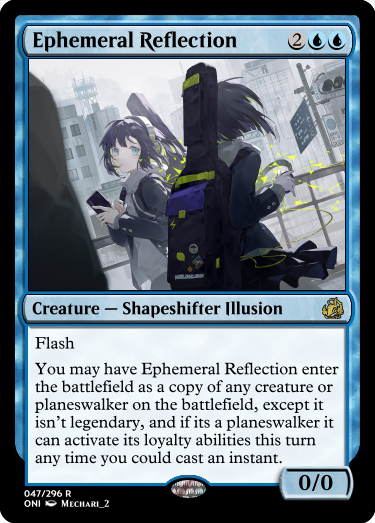 Ephemeral Reflection 2
Creature — Shapeshifter Illusion
Flash
You may have Ephemeral Reflection enter
the battlefield as a copy of any creature or
planeswalker on the battlefield, except it
isn't legendary, and if its a planeswalker it
can activate its loyalty abilities this turn
any time you could cast an instant.
0/0
047/296 R
ONI Mechari_2